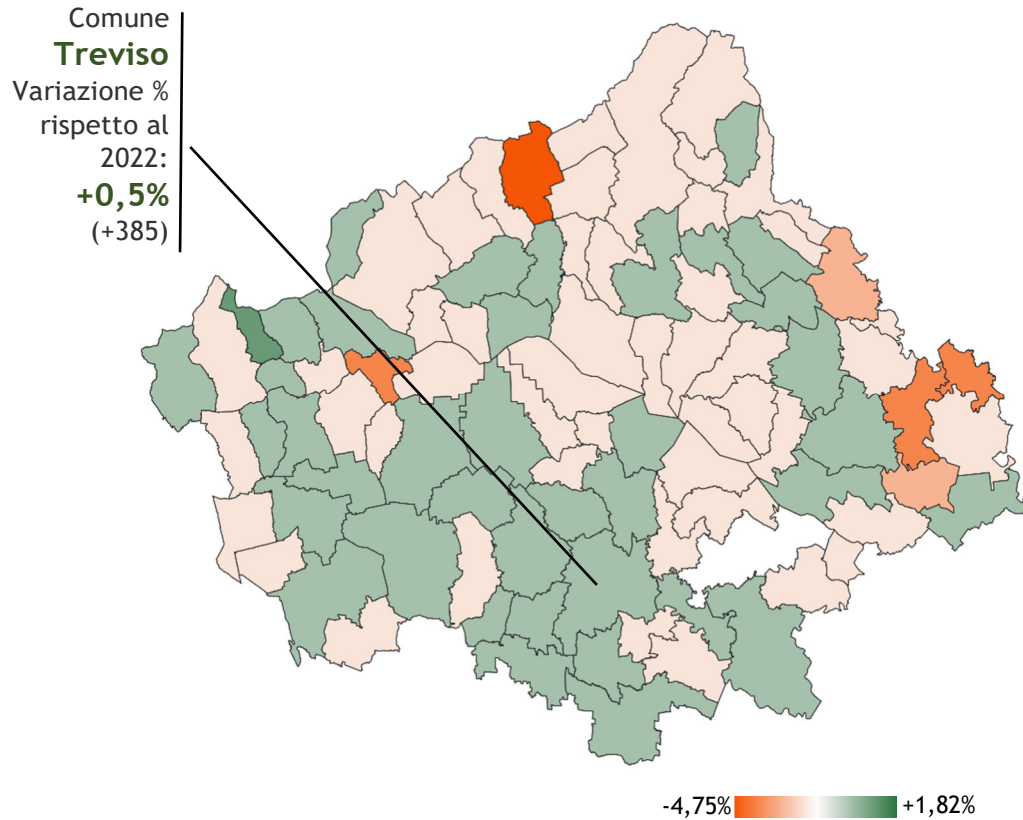 Comune
Treviso
Variazione %
rispetto al
2022:
+0,5%
(+385)
-4,75%
+1,82%